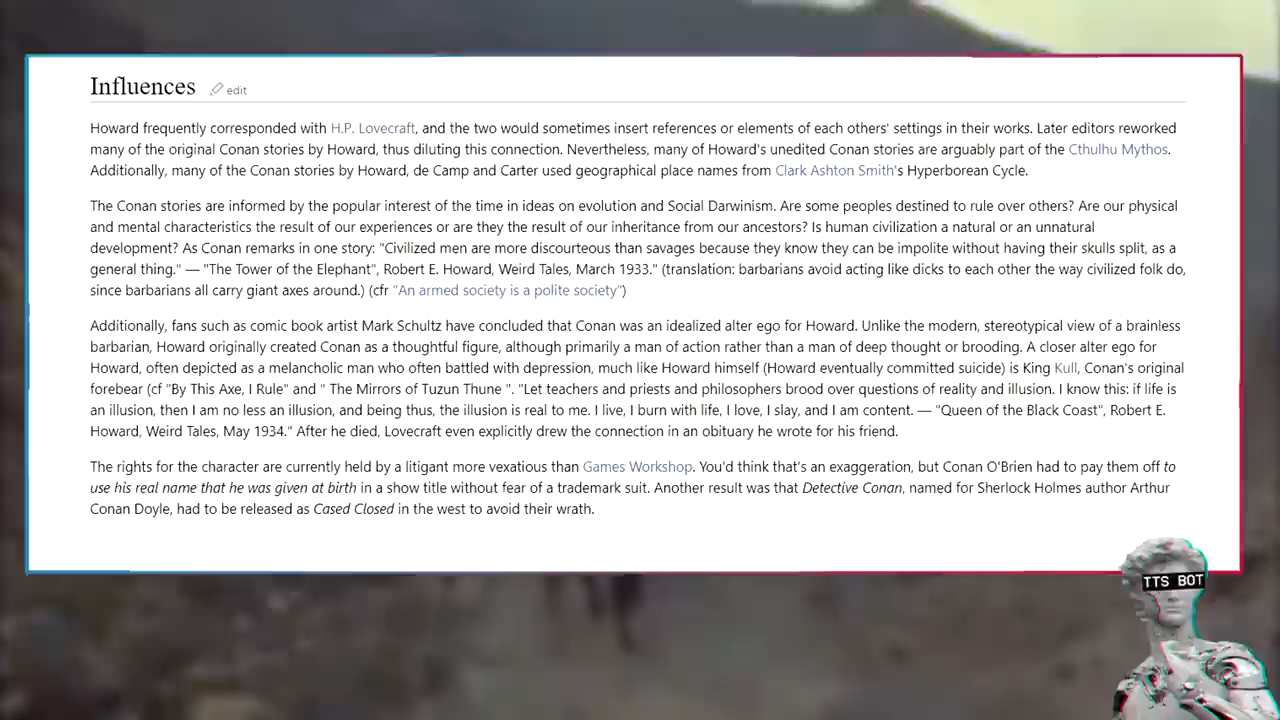 Influences edit
Howard frequently corresponded with H.P. Lovecraft, and the two would sometimes insert references or elements of each others' settings in their works. Later editors reworked
many of the original Conan stories by Howard, thus diluting this connection. Nevertheless, many of Howard's unedited Conan stories are arguably part of the Cthulhu Mythos.
Additionally, many of the Conan stories by Howard, de Camp and Carter used geographical place names from Clark Ashton Smith's Hyperborean Cycle.
The Conan stories are informed by the popular interest of the time in ideas on evolution and Social Darwinism. Are some peoples destined to rule over others? Are our physical
and mental characteristics the result of our experiences or are they the result of our inheritance from our ancestors? Is human civilization a natural or an unnatural
development? As Conan remarks in one story: "Civilized men are more discourteous than savages because they know they can be impolite without having their skulls split, as a
general thing." — "The Tower of the Elephant", Robert E. Howard, Weird Tales, March 1933." (translation: barbarians avoid acting like dicks to each other the way civilized folk do,
since barbarians all carry giant axes around.) (cfr "An armed society is a polite society")
Additionally, fans such as comic book artist Mark Schultz have concluded that Conan was an idealized alter ego for Howard. Unlike the modern, stereotypical view of a brainless
barbarian, Howard originally created Conan as a thoughtful figure, although primarily a man of action rather than a man of deep thought or brooding. A closer alter ego for
Howard, often depicted as a melancholic man who often battled with depression, much like Howard himself (Howard eventually committed suicide) is King Kull, Conan's original
forebear (cf "By This Axe, I Rule" and " The Mirrors of Tuzun Thune ". "Let teachers and priests and philosophers brood over questions of reality and illusion. I know this: if life is
an illusion, then I am no less an illusion, and being thus, the illusion is real to me. I live, I burn with life, I love, I slay, and I am content. — "Queen of the Black Coast", Robert E.
Howard, Weird Tales, May 1934." After he died, Lovecraft even explicitly drew the connection in an obituary he wrote for his friend.
The rights for the character are currently held by a litigant more vexatious than Games Workshop. You'd think that's an exaggeration, but Conan O'Brien had to pay them off to
use his real name that he was given at birth in a show title without fear of a trademark suit. Another result was that Detective Conan, named for Sherlock Holmes author Arthur
Conan Doyle, had to be released as Cased Closed in the west to avoid their wrath.
TTS BOT